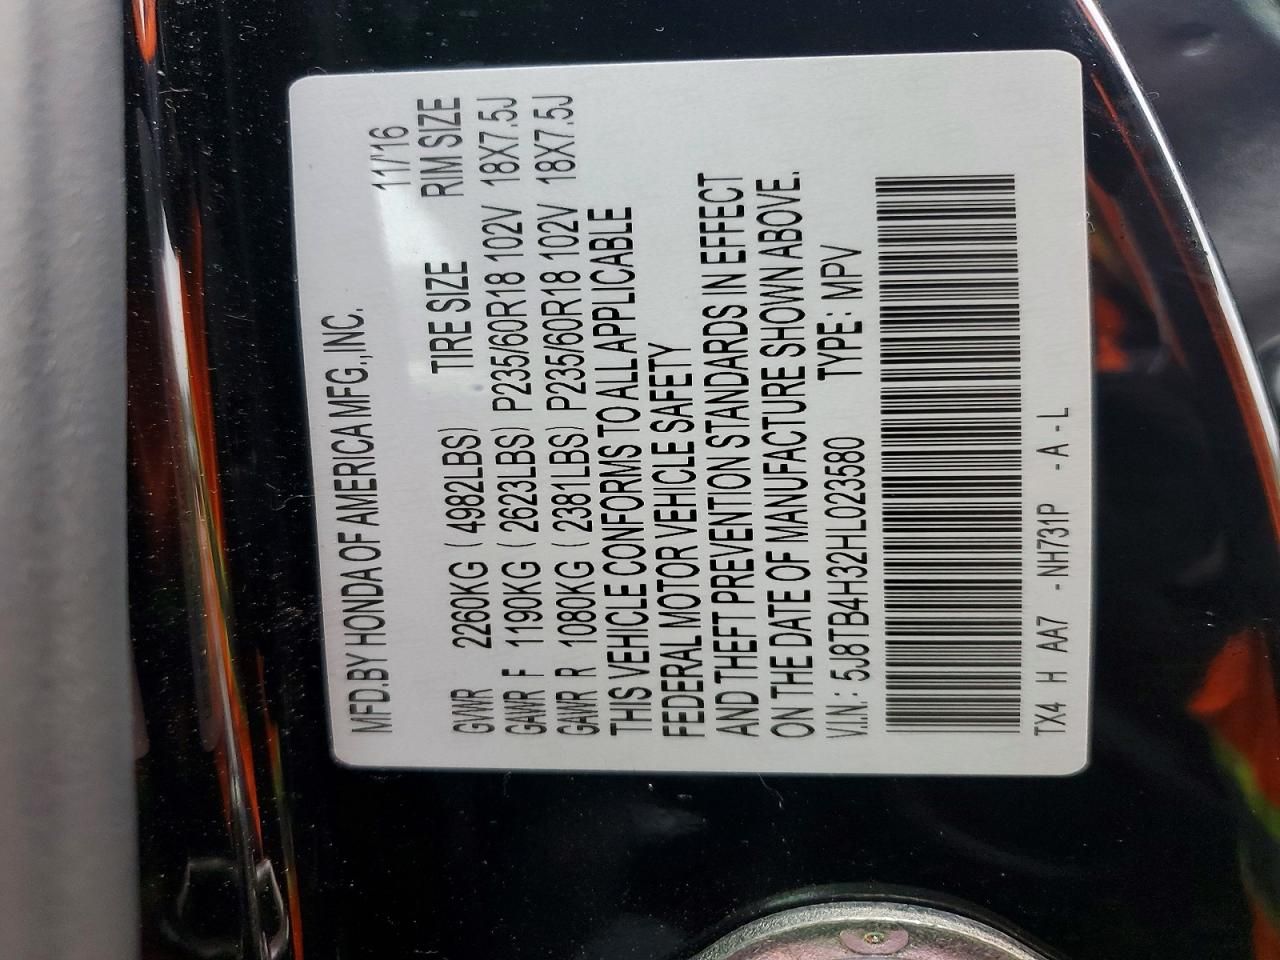 MFD.BY HONDA OF AMERICA MFG.,INC. 11/16
GVWR 2260KG ( 4982LBS) TIRE SIZE RIM SIZE
GAWR F 1190KG ( 2623LBS) P235/60R18 102V 18X7.5J
GAWR R 1080KG ( 2381LBS) P235/60R18 102V 18X7.5J
THIS VEHICLE CONFORMS TO ALL APPLICABLE
FEDERAL MOTOR VEHICLE SAFETY
AND THEFT PREVENTION STANDARDS IN EFFECT
ON THE DATE OF MANUFACTURE SHOWN ABOVE.
V.I.N.: 5J8TB4H32HL023580 TYPE: MPV
TX4 H AA7 - NH731P - A - L